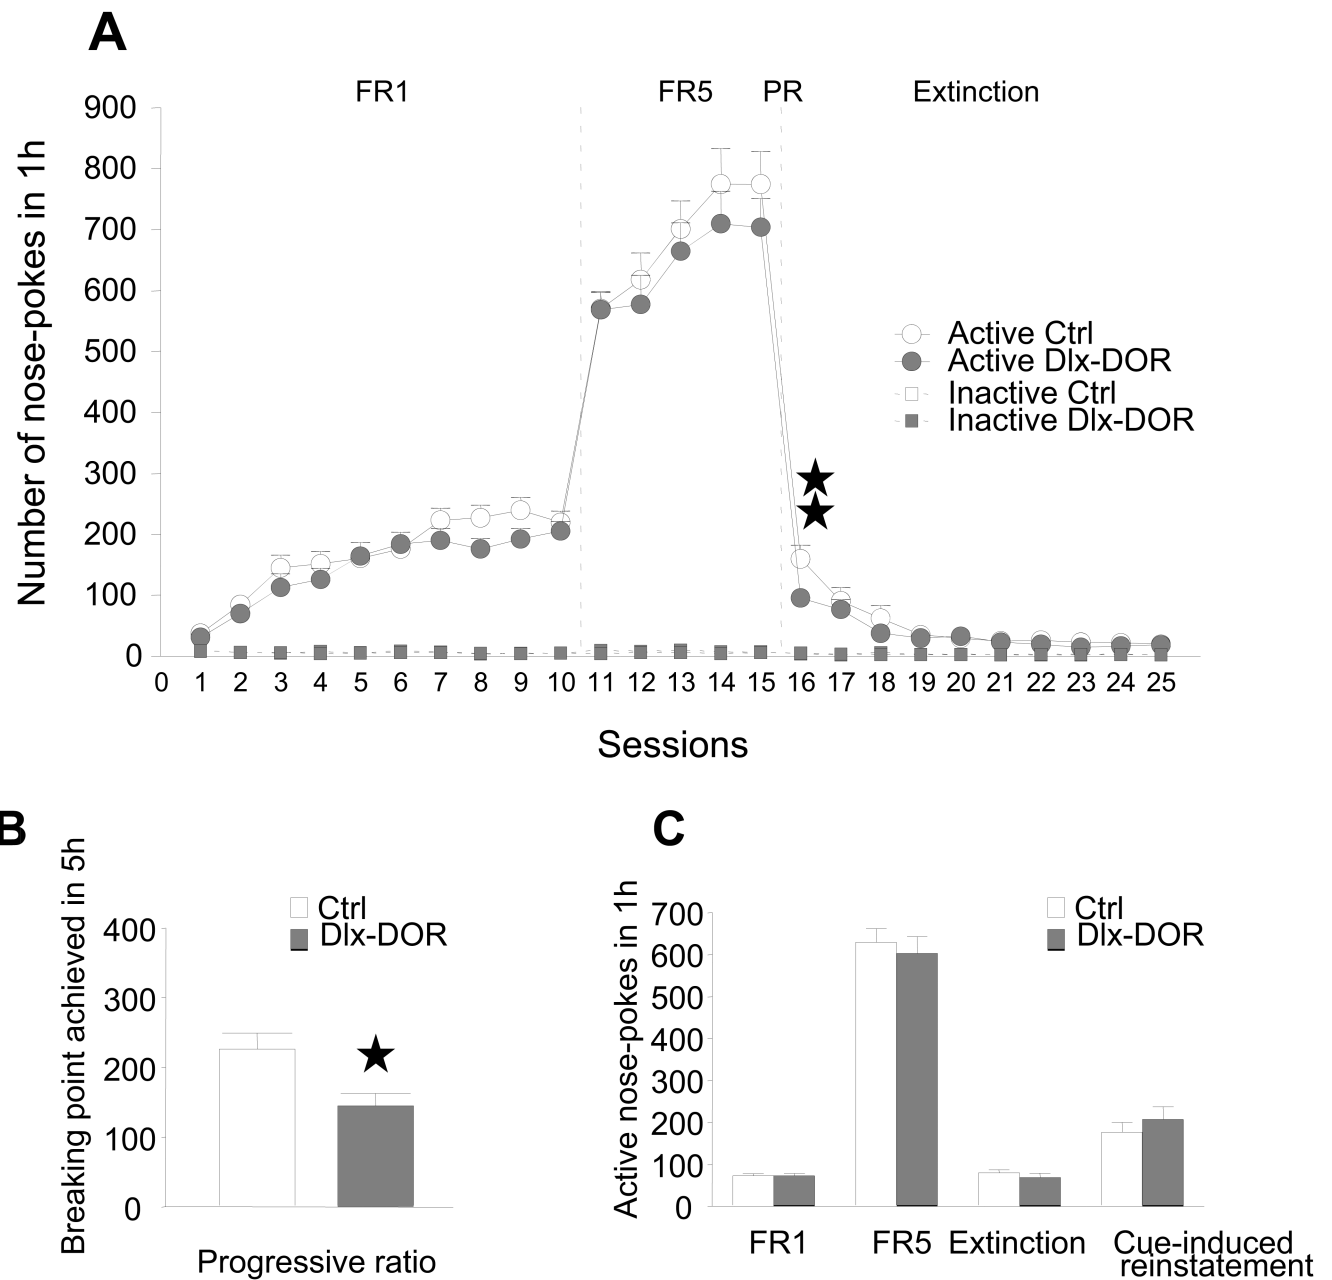 A
FR1 FR5 PR Extinction
Number of nose-pokes in 1h
900
800
700
600
500
400
300
200
100
0
Active Ctrl
Active Dlx-DOR
Inactive Ctrl
Inactive Dlx-DOR
0 1 2 3 4 5 6 7 8 9 10 11 12 13 14 15 16 17 18 19 20 21 22 23 24 25
Sessions
B
Breaking point achieved in 5h
Ctrl
Dlx-DOR
400
300
200
100
0
Progressive ratio
C
Active nose-pokes in 1h
Ctrl
Dlx-DOR
700
600
500
400
300
200
100
0
FR1 FR5 Extinction Cue-induced
reinstatement